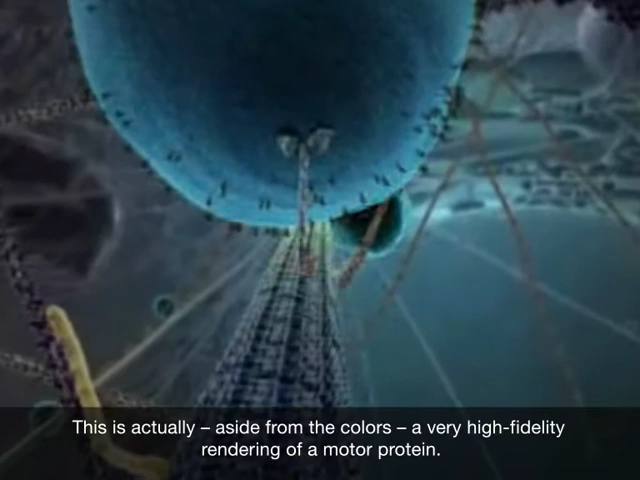 This is actually – aside from the colors – a very high-fidelity
rendering of a motor protein.